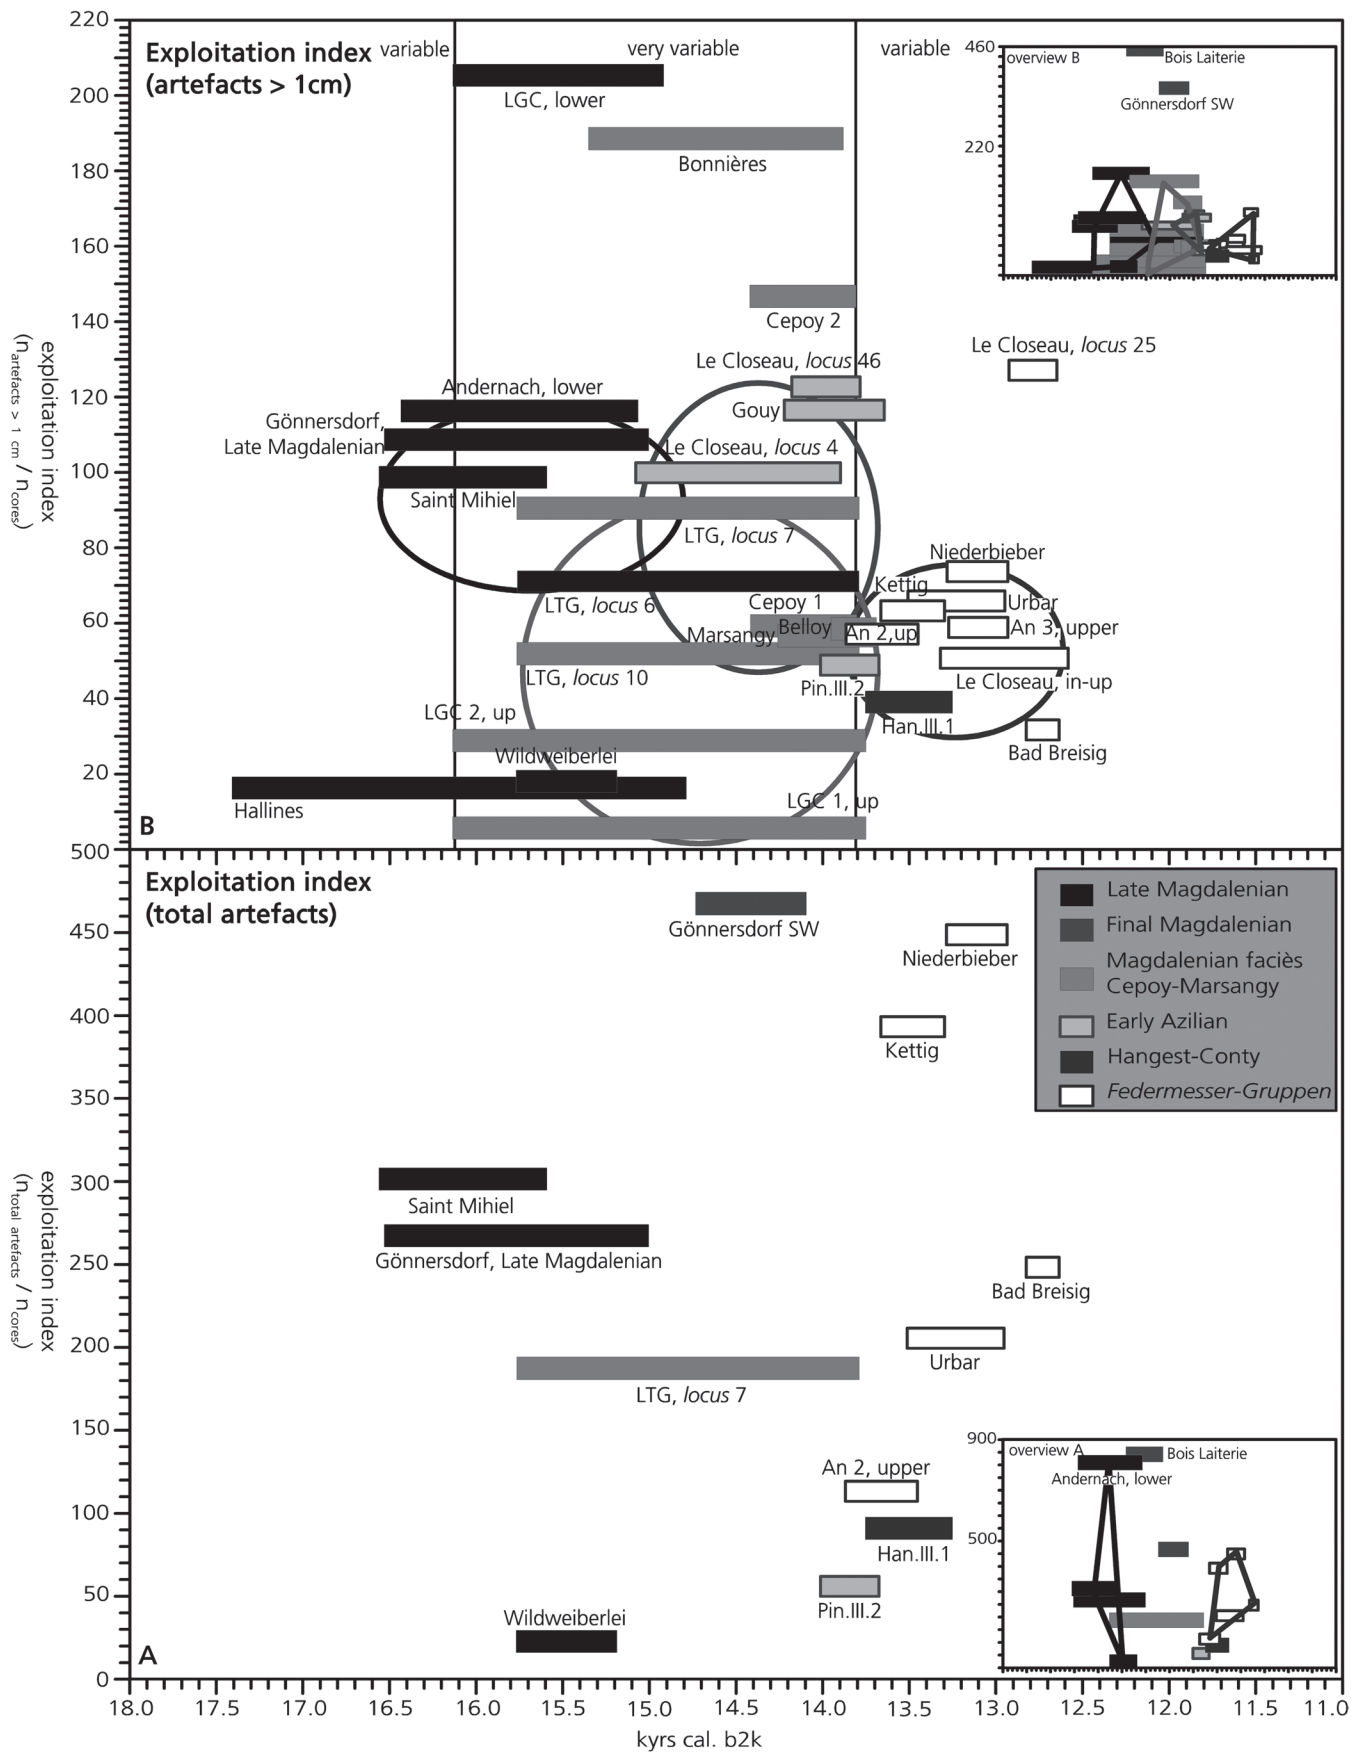 220
200
180
160
140
120
100
80
60
40
20
Exploitation index
(artefacts > 1cm)
variable
very variable
variable
exploitation index
(n artefacts > 1 cm / n cores)
LGC, lower
Bonnières
Cepoy 2
Le Closeau, locus 46
Andernach, lower
Gouy
Gönnersdorf,
Late Magdalenian
Le Closeau, locus 4
Saint Mihiel
LTG, locus 7
LTG, locus 6
Cepoy 1
Marsangy
Belloy
An 2,up
Kettig
Niederbieber
Urbar
An 3, upper
Le Closeau, in-up
Le Closeau, locus 25
LTG, locus 10
Pin.III.2
Han.III.1
Bad Breisig
LGC 2, up
Wildweiberlei
Hallines
LGC 1, up
B
460
overview B
Bois Laiterie
Gönnersdorf SW
220
500
450
400
350
300
250
200
150
100
50
0
Exploitation index
(total artefacts)
exploitation index
(n total artefacts / n cores)
Gönnersdorf SW
Niederbieber
Kettig
Saint Mihiel
Gönnersdorf, Late Magdalenian
Bad Breisig
Urbar
LTG, locus 7
An 2, upper
Han.III.1
Pin.III.2
Wildweiberlei
A
Late Magdalenian
Final Magdalenian
Magdalenian faciès
Cepoy-Marsangy
Early Azilian
Hangest-Conty
Federmesser-Gruppen
900
overview A
Bois Laiterie
Andernach, lower
500
18.0 17.5 17.0 16.5 16.0 15.5 15.0 14.5 14.0 13.5 13.0 12.5 12.0 11.5 11.0
kyrs cal. b2k